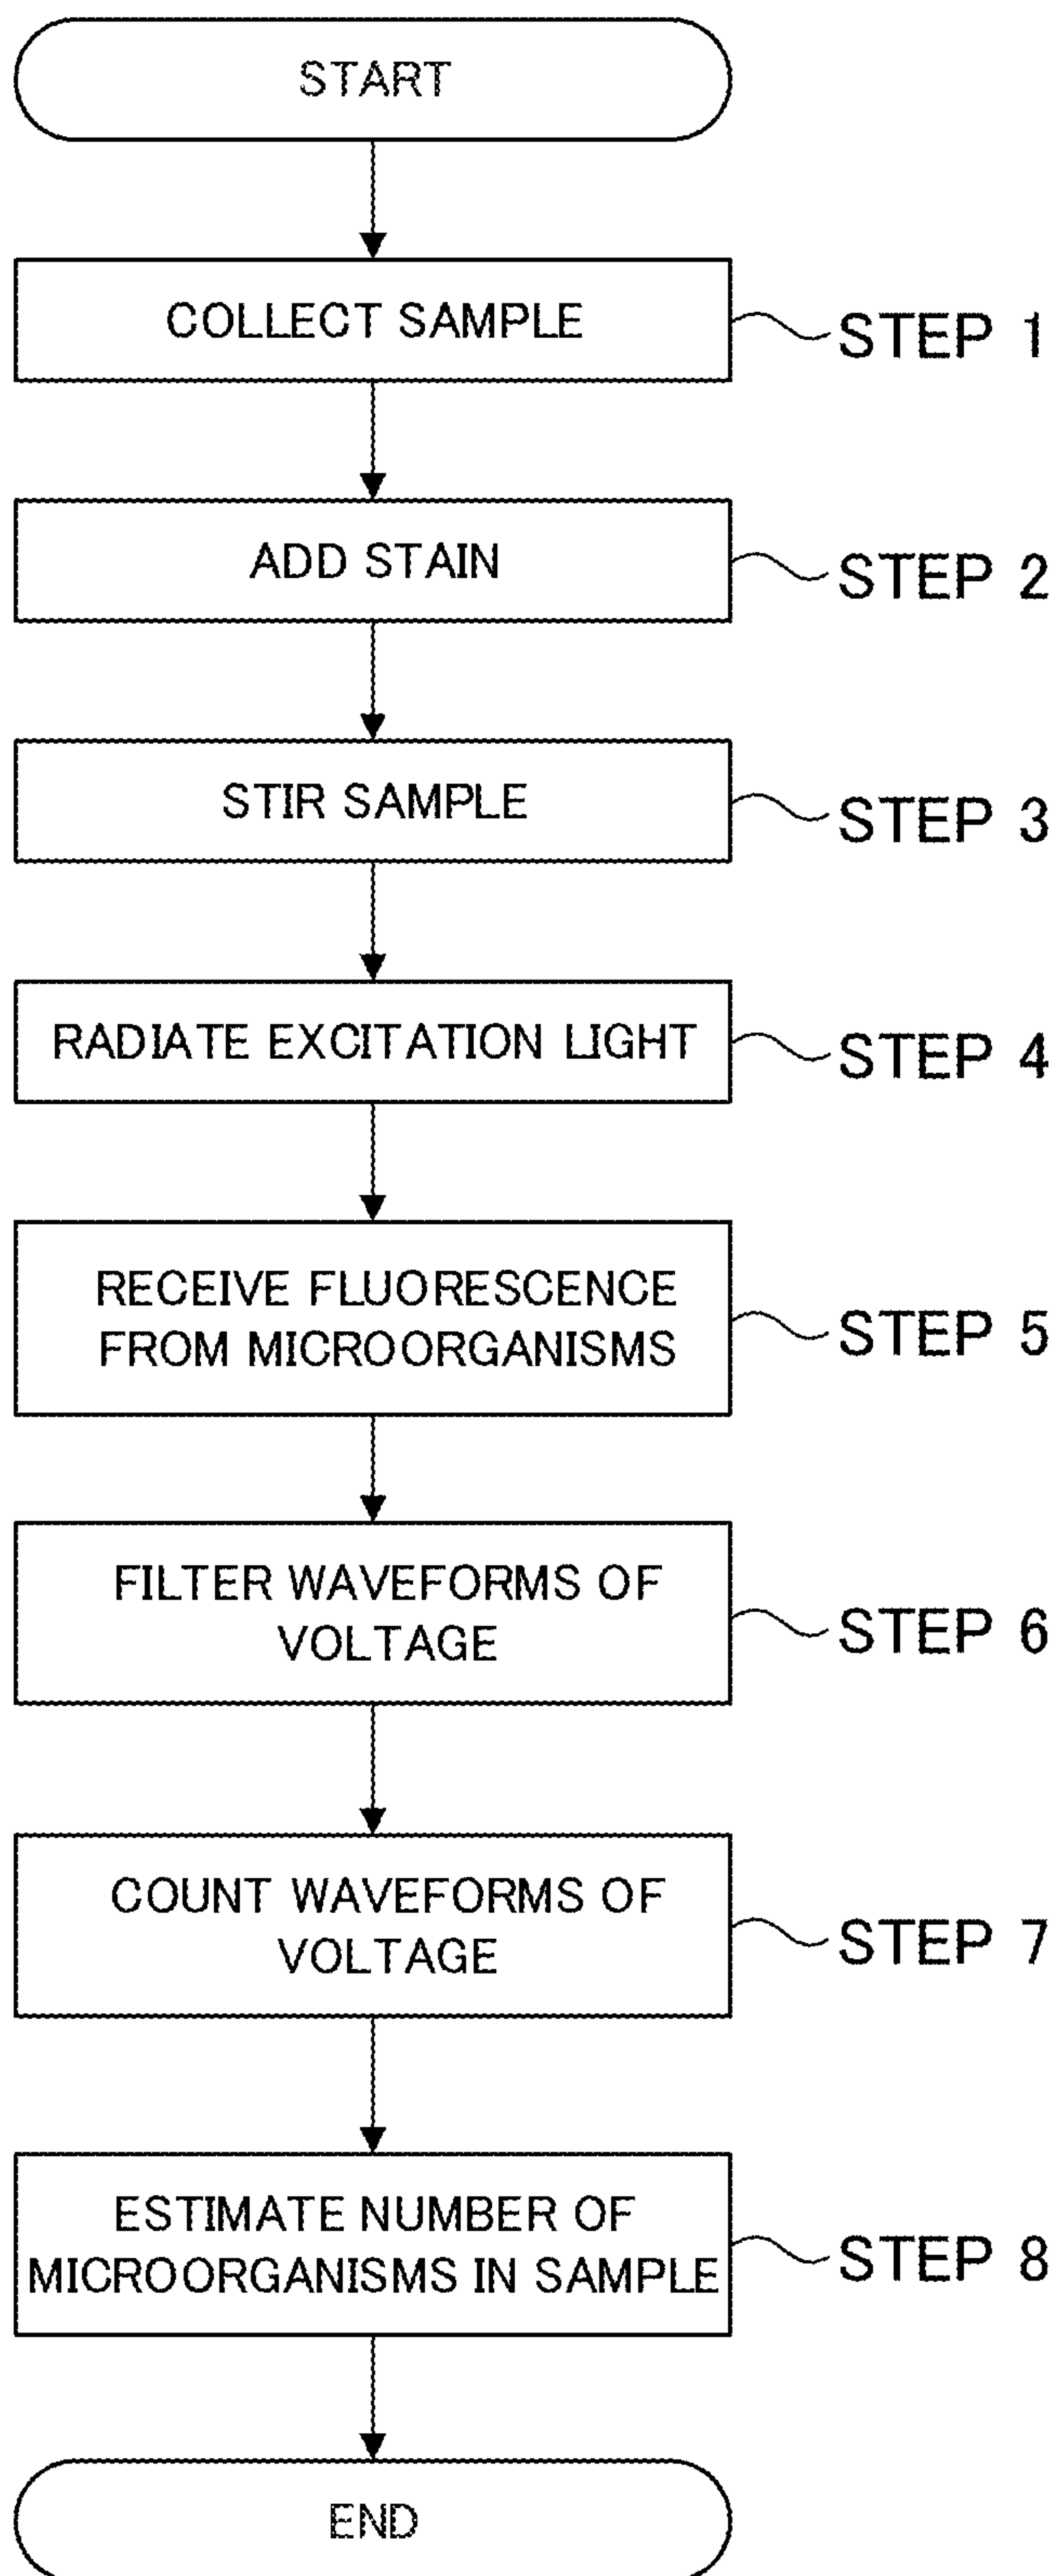 START
COLLECT SAMPLE
STEP 1
ADD STAIN
STEP 2
STIR SAMPLE
STEP 3
RADIATE EXCITATION LIGHT
STEP 4
RECEIVE FLUORESCENCE
FROM MICROORGANISMS
STEP 5
FILTER WAVEFORMS OF
VOLTAGE
STEP 6
COUNT WAVEFORMS OF
VOLTAGE
STEP 7
ESTIMATE NUMBER OF
MICROORGANISMS IN SAMPLE
STEP 8
END